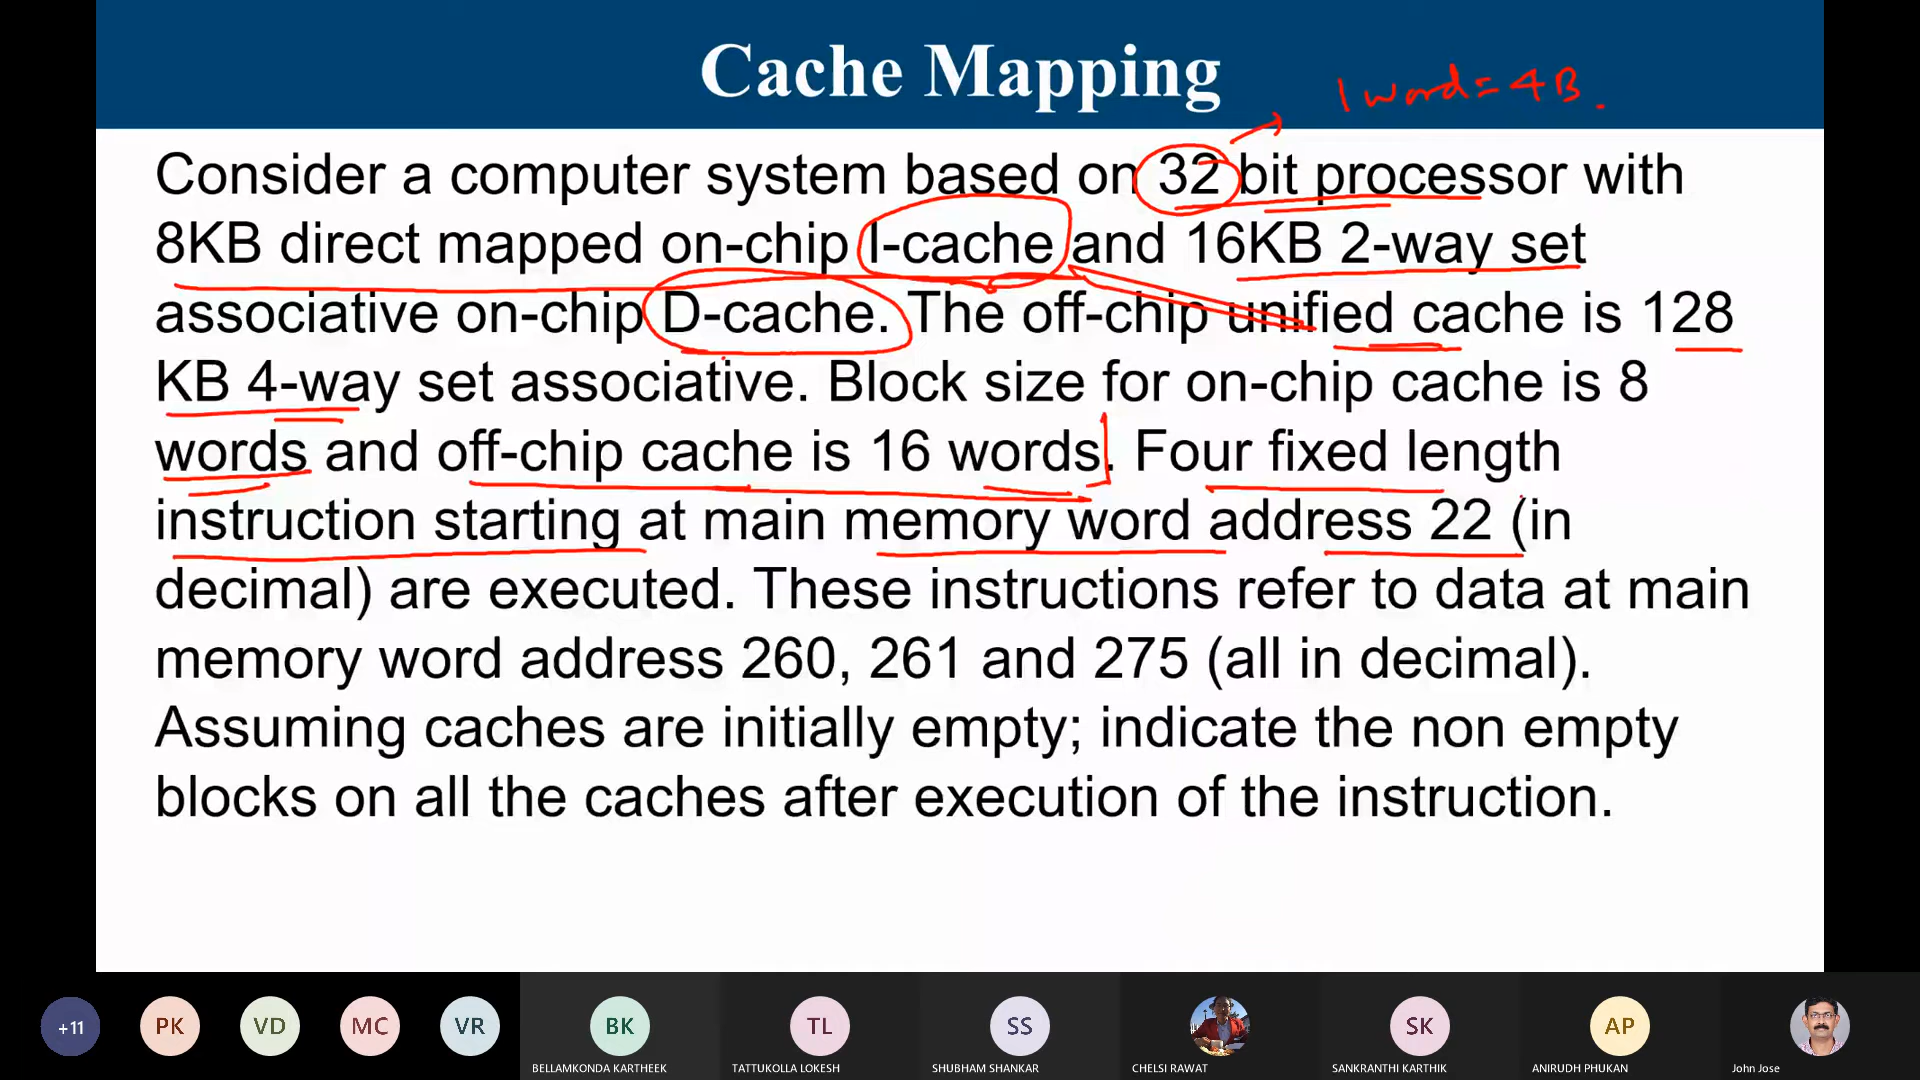 Cache Mapping
1 word = 4B.
Consider a computer system based on 32 bit processor with
8KB direct mapped on-chip I-cache and 16KB 2-way set
associative on-chip D-cache. The off-chip unified cache is 128
KB 4-way set associative. Block size for on-chip cache is 8
words and off-chip cache is 16 words. Four fixed length
instruction starting at main memory word address 22 (in
decimal) are executed. These instructions refer to data at main
memory word address 260, 261 and 275 (all in decimal).
Assuming caches are initially empty; indicate the non empty
blocks on all the caches after execution of the instruction.
+11 PK VD MC VR BK TL SS SK AP
BELLAMKONDA KARTHEEK TATTUKOLLA LOKESH SHUBHAM SHANKAR CHELSI RAWAT SANKRANTHI KARTHIK ANIRUDH PHUKAN John Jose